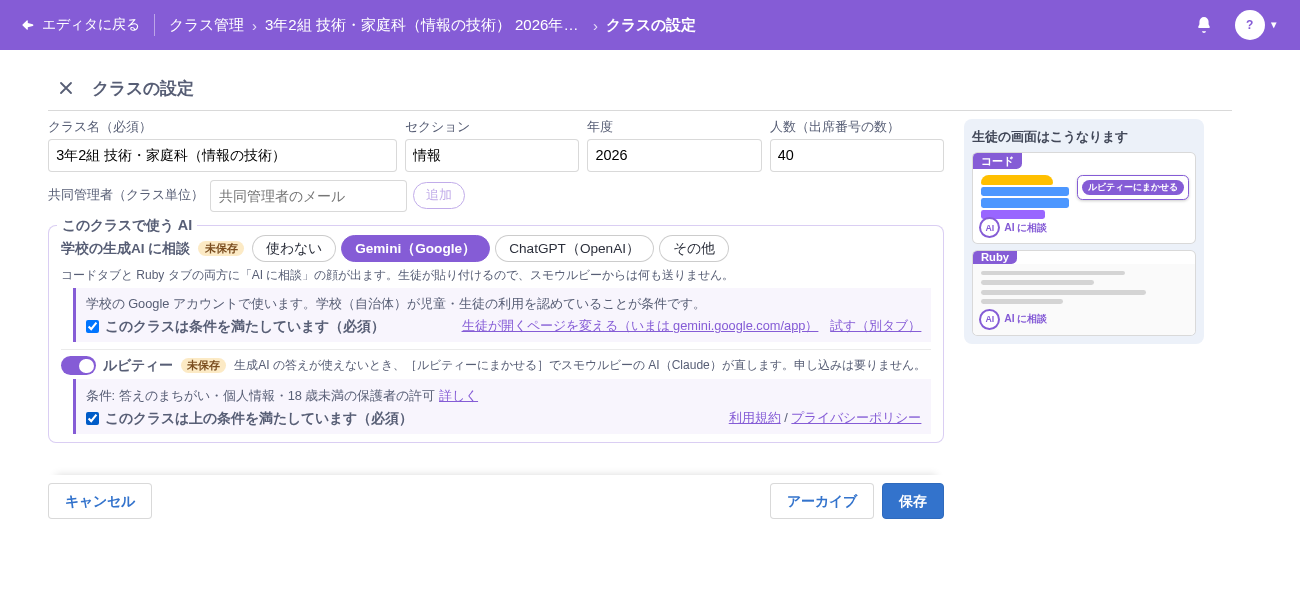 エディタに戻る
クラス管理 › 3年2組 技術・家庭科（情報の技術） 2026年… › クラスの設定
?
クラスの設定
クラス名（必須）
セクション
年度
人数（出席番号の数）
3年2組 技術・家庭科（情報の技術）
情報
2026
40
共同管理者（クラス単位）
共同管理者のメール
追加
このクラスで使う AI
学校の生成AI に相談 未保存 使わない Gemini（Google） ChatGPT（OpenAI） その他
コードタブと Ruby タブの両方に「AI に相談」の顔が出ます。生徒が貼り付けるので、スモウルビーからは何も送りません。
学校の Google アカウントで使います。学校（自治体）が児童・生徒の利用を認めていることが条件です。
このクラスは条件を満たしています（必須）
生徒が開くページを変える（いまは gemini.google.com/app） 試す（別タブ）
ルビティー 未保存 生成AI の答えが使えないとき、［ルビティーにまかせる］でスモウルビーの AI（Claude）が直します。申し込みは要りません。
条件: 答えのまちがい・個人情報・18 歳未満の保護者の許可 詳しく
このクラスは上の条件を満たしています（必須）
利用規約 / プライバシーポリシー
キャンセル
アーカイブ
保存
生徒の画面はこうなります
コード
ルビティーにまかせる
AI AI に相談
Ruby
AI AI に相談